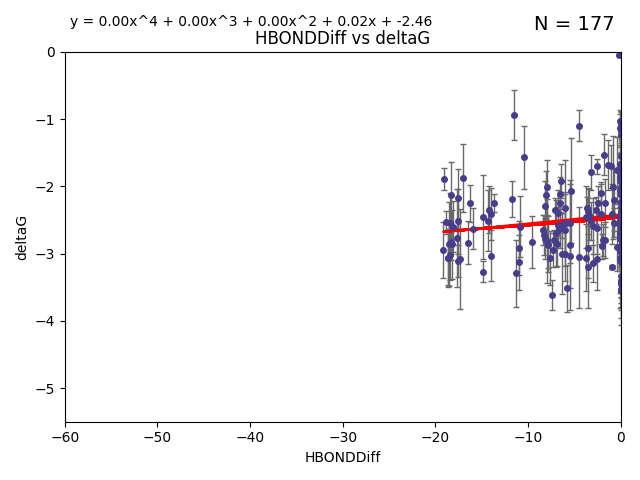 y = 0.00x^4 + 0.00x^3 + 0.00x^2 + 0.02x + -2.46
N = 177
HBONDDiff vs deltaG
0
−1
−2
−3
−4
−5
deltaG
−60 −50 −40 −30 −20 −10 0
HBONDDiff